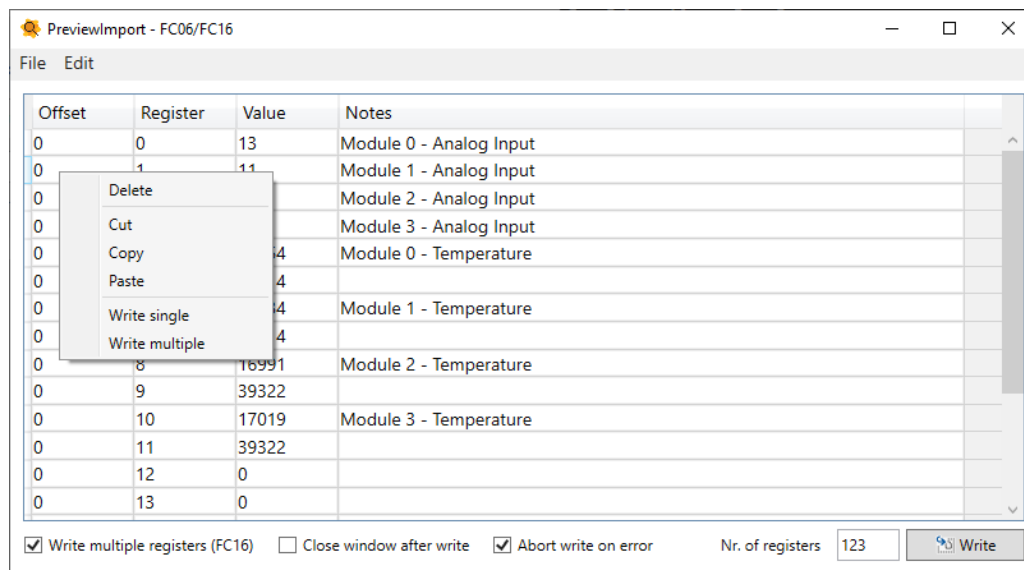 PreviewImport - FC06/FC16
File Edit
Offset Register Value Notes
0 0 13 Module 0 - Analog Input
0 1 11 Module 1 - Analog Input
0 Module 2 - Analog Input
0 Module 3 - Analog Input
0 Module 0 - Temperature
0 4
0 Module 1 - Temperature
0 4
0 8 16991 Module 2 - Temperature
0 9 39322
0 10 17019 Module 3 - Temperature
0 11 39322
0 12 0
0 13 0
Delete
Cut
Copy
Paste
Write single
Write multiple
Write multiple registers (FC16) Close window after write Abort write on error Nr. of registers 123 Write